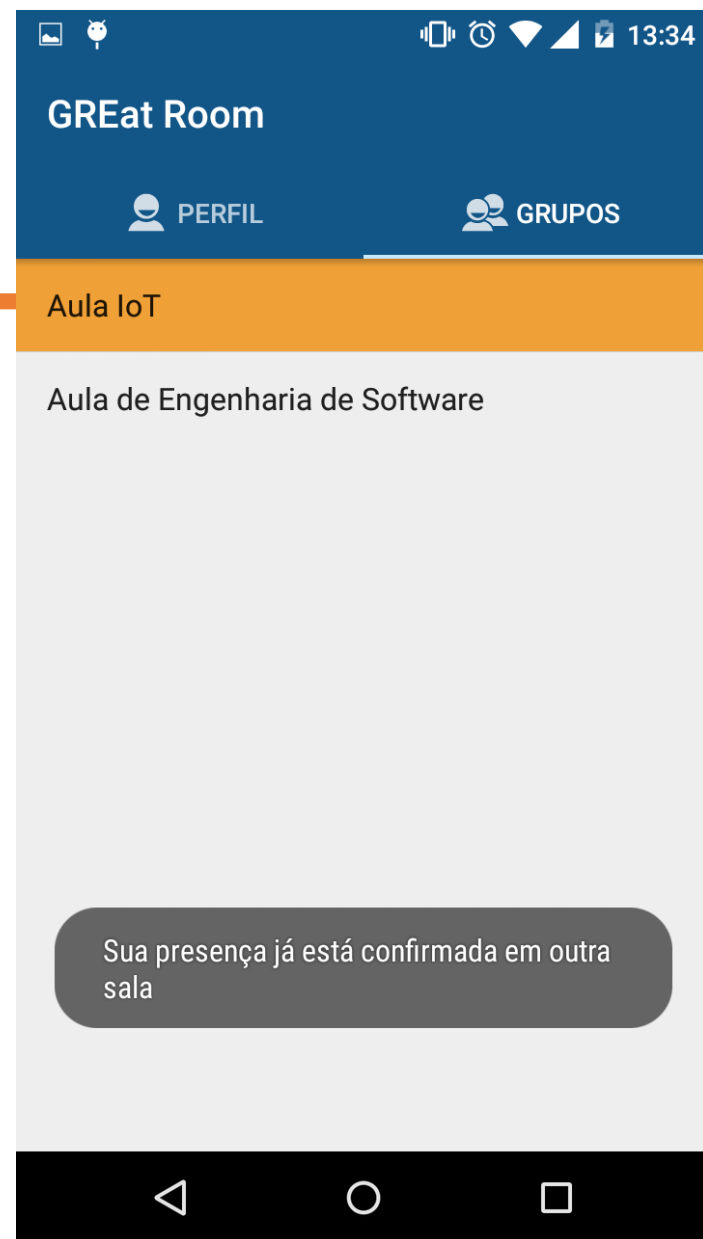 13:34
GREat Room
PERFIL GRUPOS
Aula IoT
Aula de Engenharia de Software
Sua presença já está confirmada em outra
sala